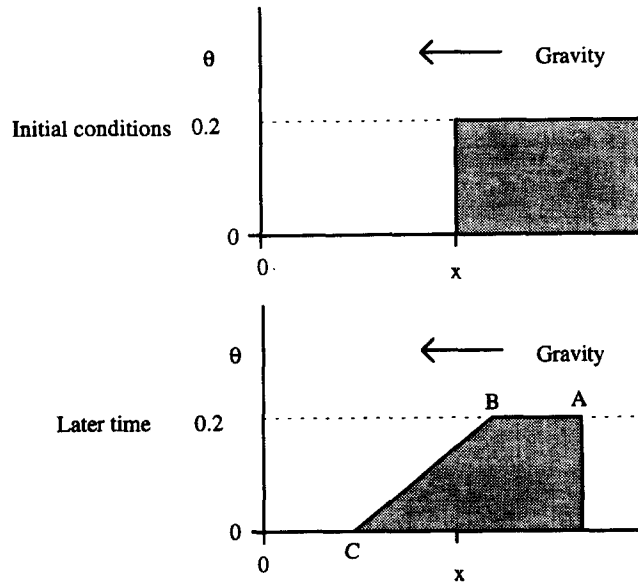 θ
← Gravity
Initial conditions 0.2
0
0 x
θ
← Gravity
B A
Later time 0.2
0
0 C x